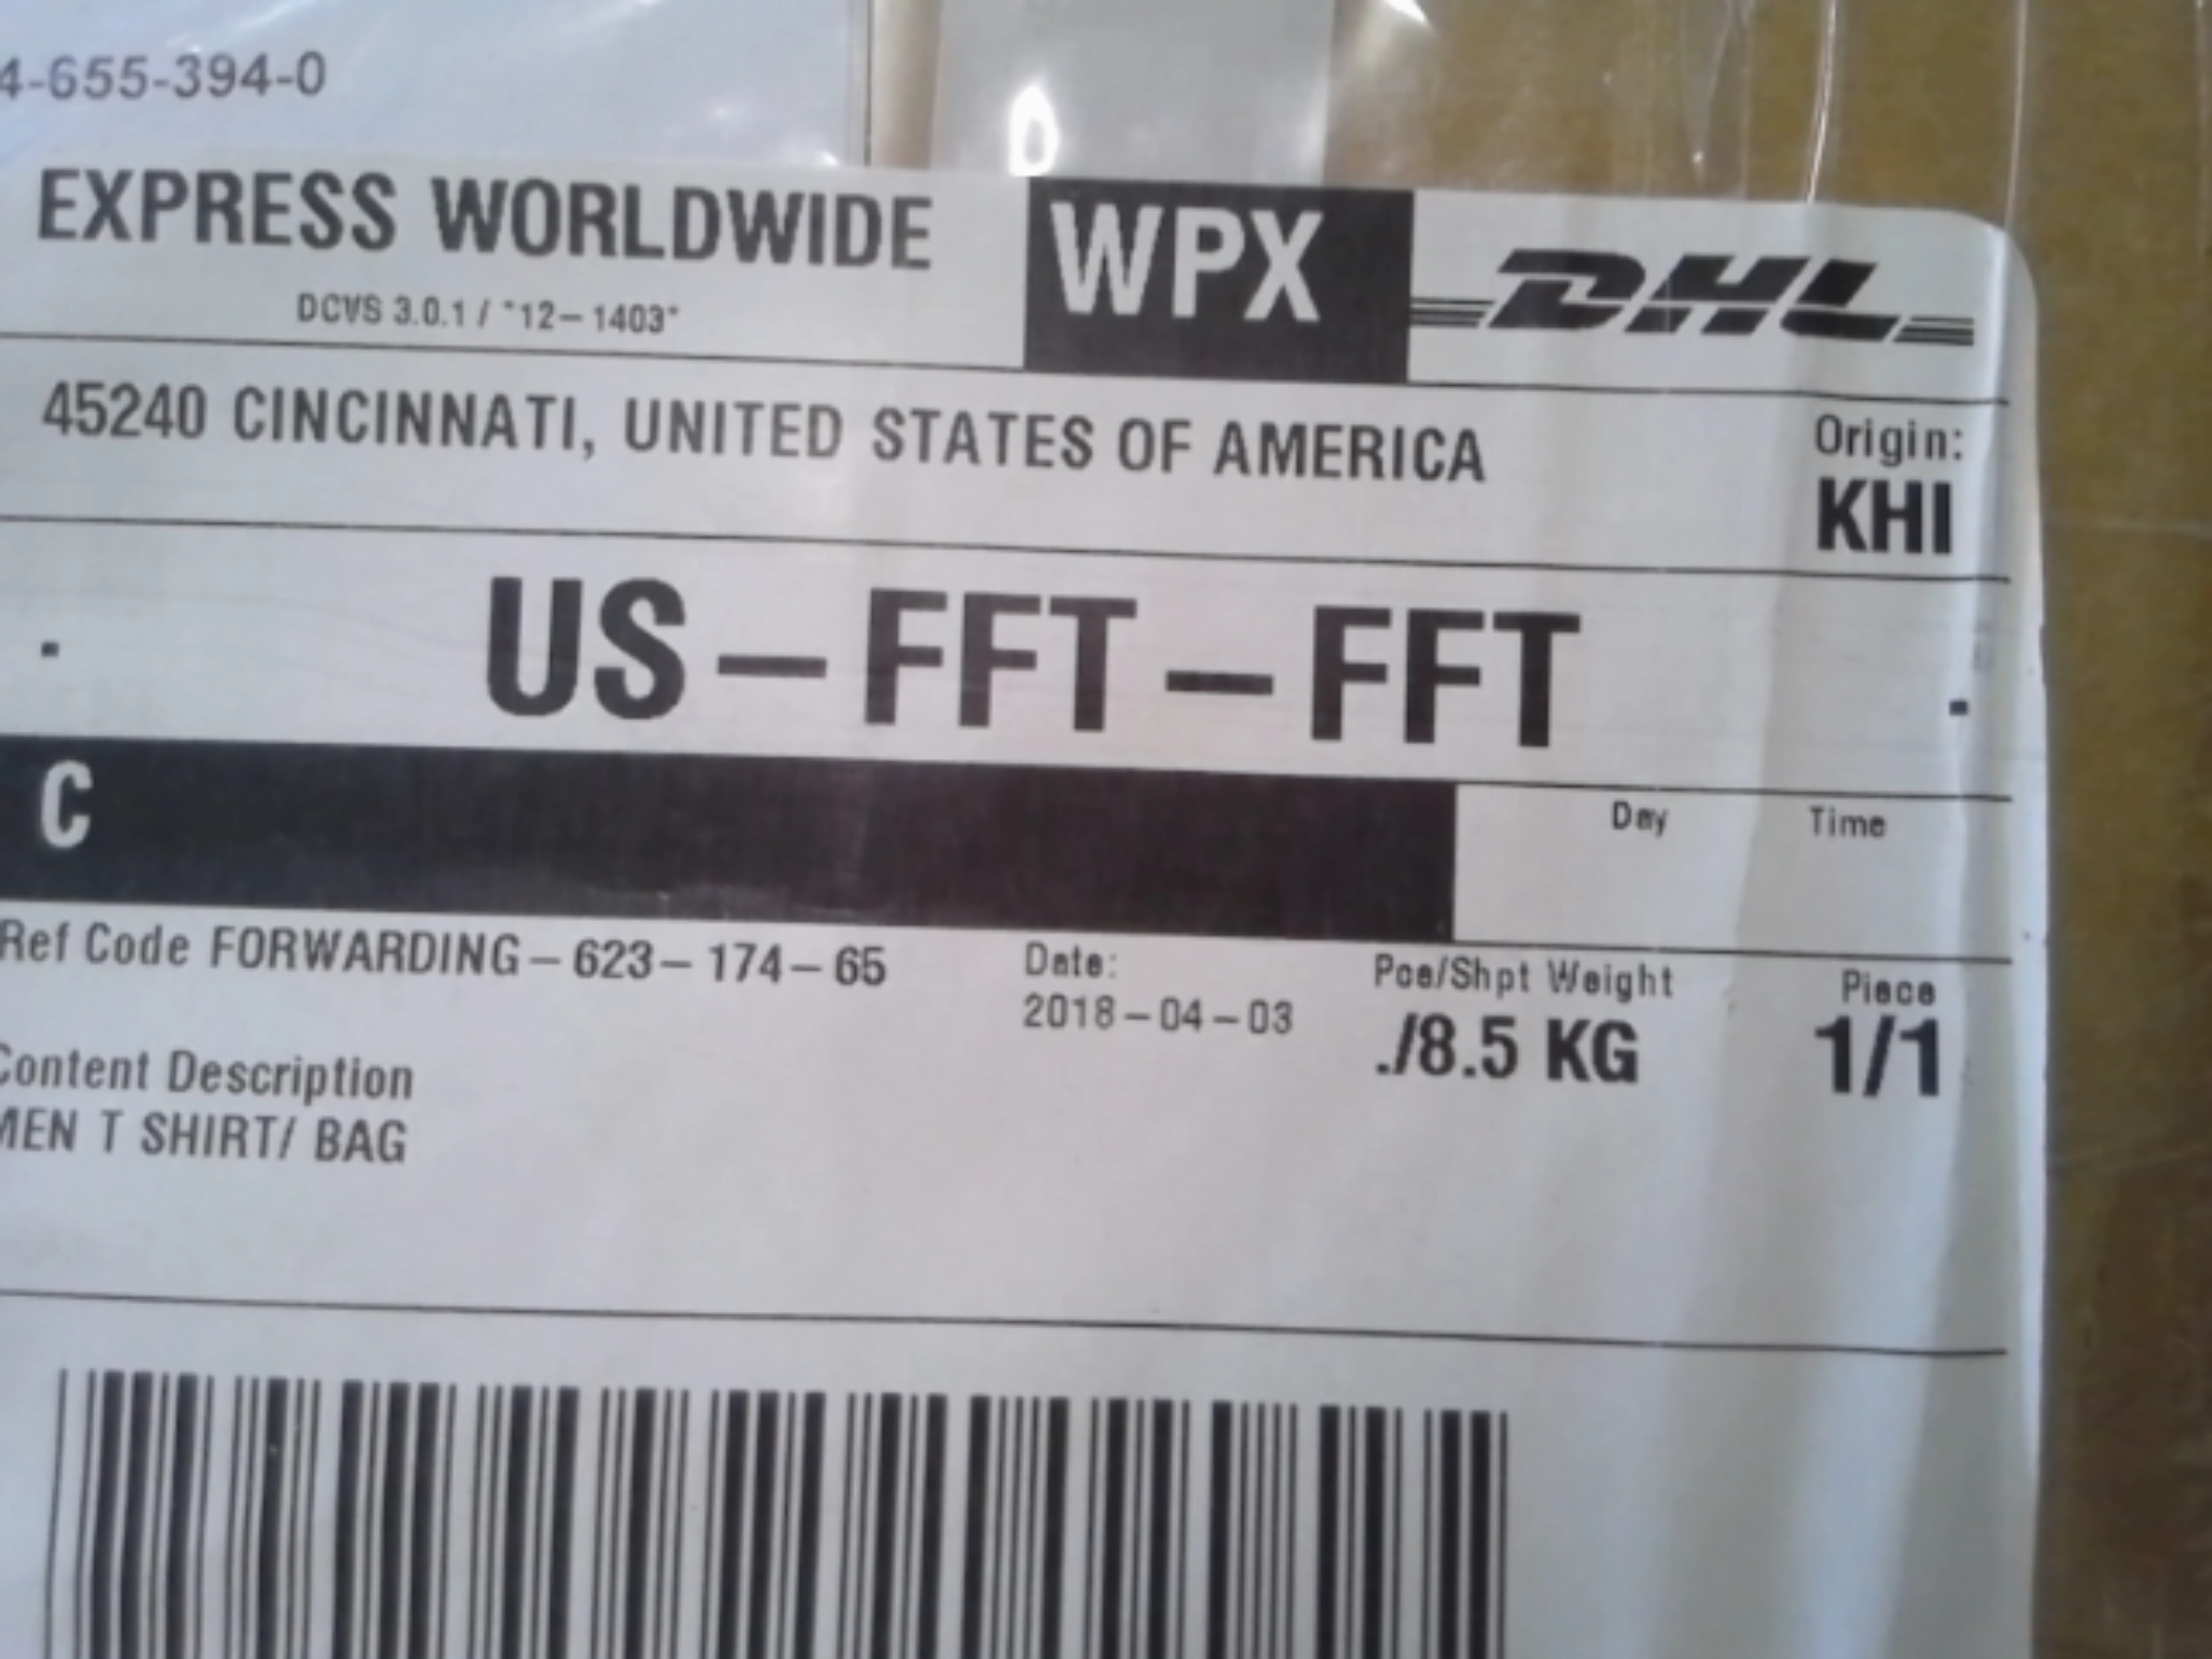 4-655-394-0
EXPRESS WORLDWIDE
WPX
DHL
DCVS 3.0.1 / "12-1403"
45240 CINCINNATI, UNITED STATES OF AMERICA
Origin:
KHI
US-FFT-FFT
C
Day Time
Ref Code FORWARDING-623-174-65
Date:
2018-04-03
Pce/Shpt Weight
./8.5 KG
Piece
1/1
Content Description
MEN T SHIRT/ BAG